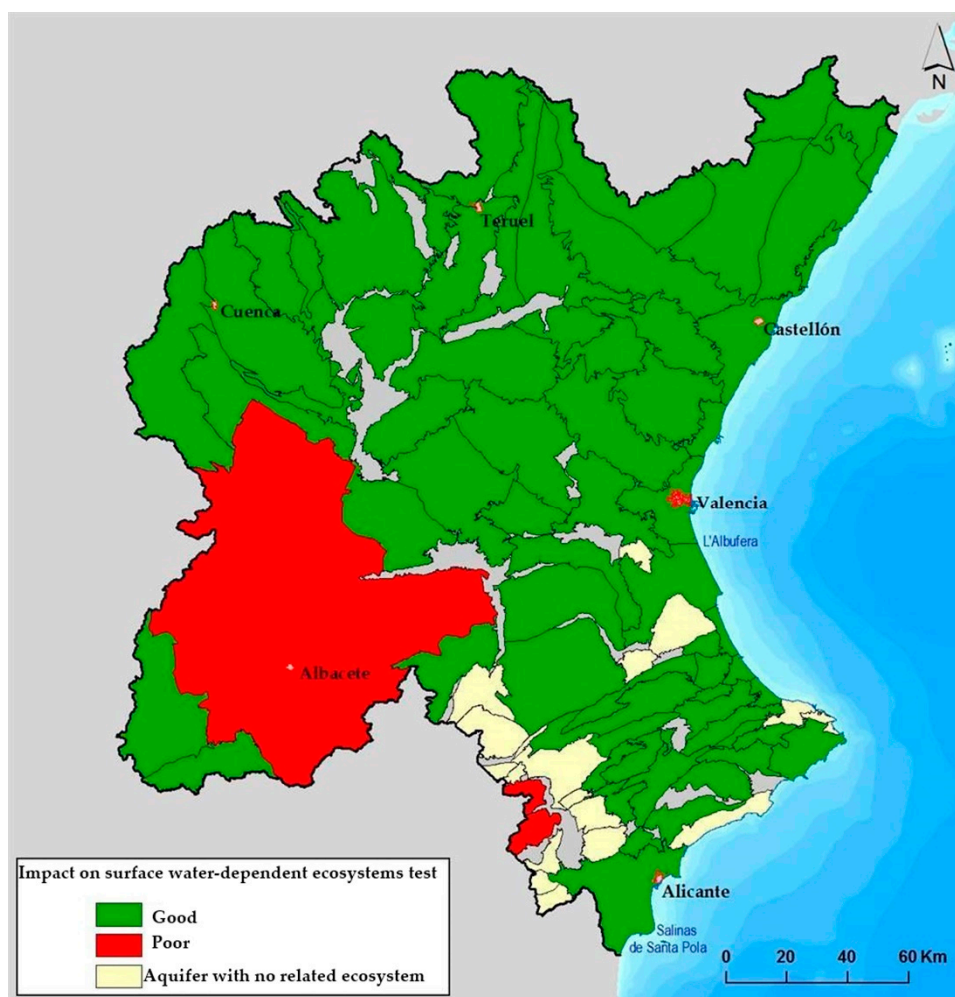 N
Teruel
Cuenca
Castellón
Valencia
L'Albufera
Albacete
Alicante
Salinas
de Santa Pola
Impact on surface water-dependent ecosystems test
Good
Poor
Aquifer with no related ecosystem
0 20 40 60 Km